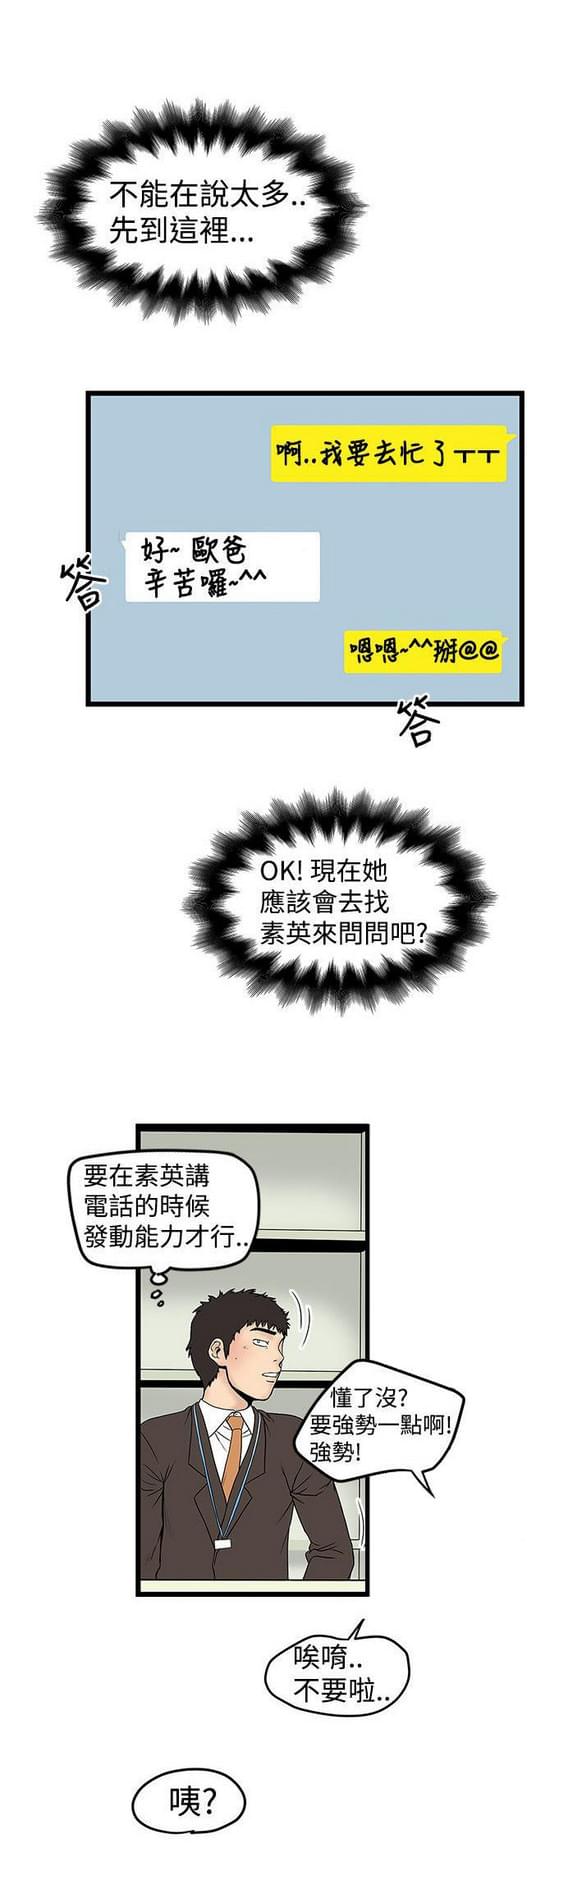 不能在說太多..
先到這裡...
啊..我要去忙了ㅜㅜ
好~ 歐爸
辛苦囉~^^
答
嗯嗯~^^掰@@
答
OK! 現在她
應該會去找
素英來問問吧?
要在素英講
電話的時候
發動能力才行..
懂了沒?
要強勢一點啊!
強勢!
唉唷..
不要啦..
咦?